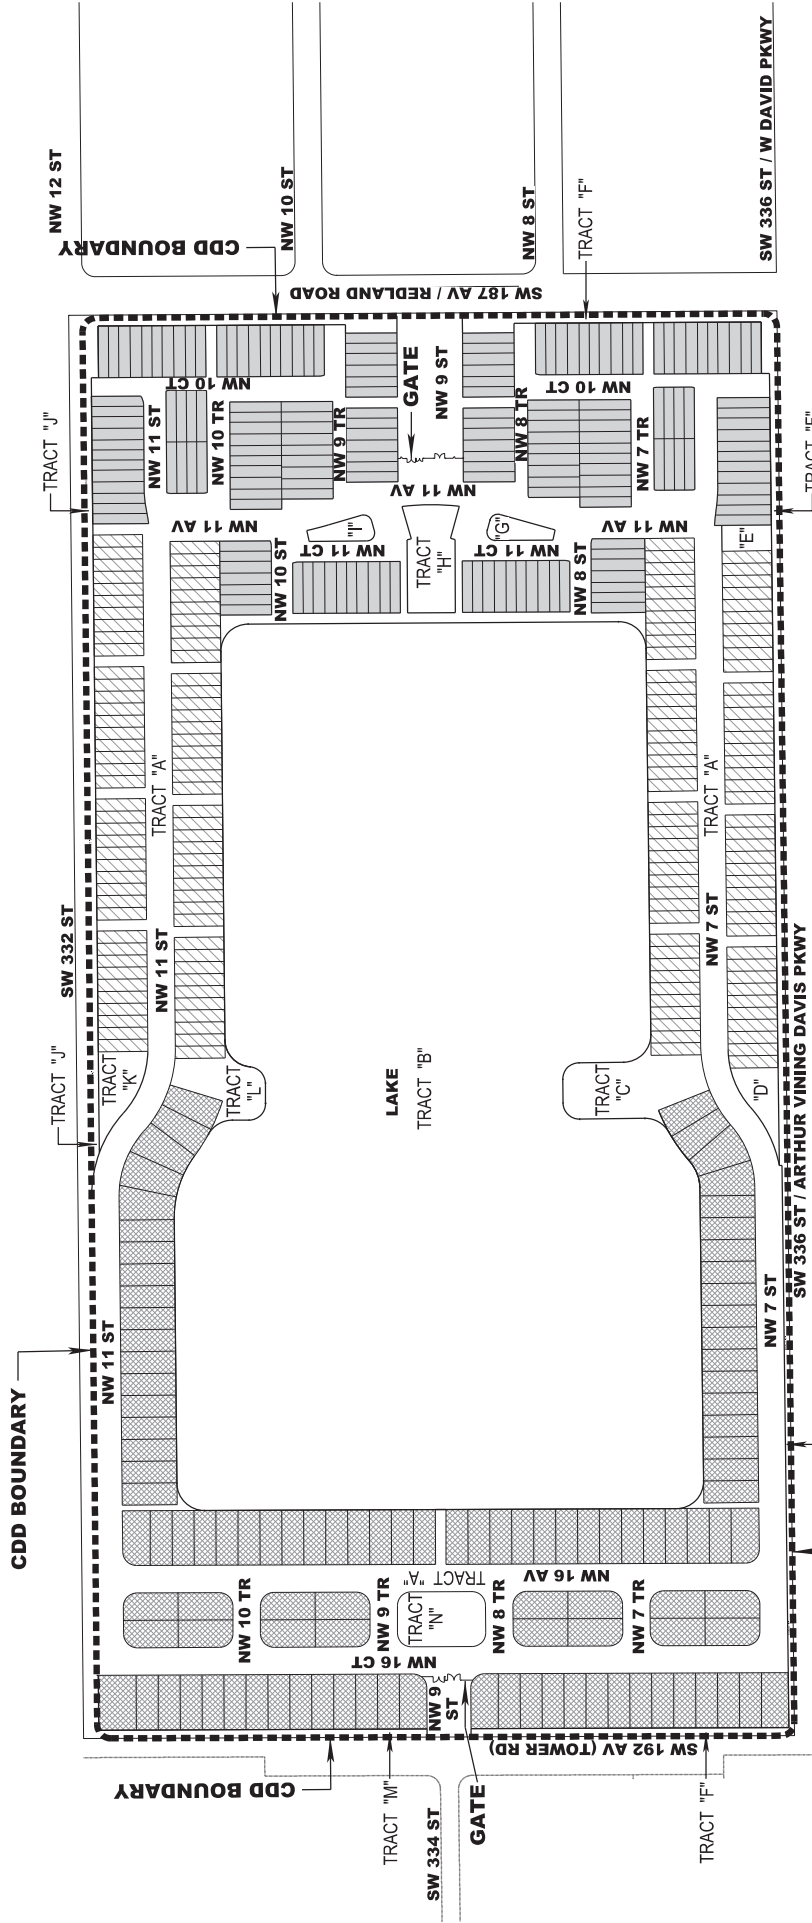 NW 12 ST
CDD BOUNDARY
NW 10 ST
NW 8 ST
TRACT "F"
SW 336 ST / W DAVID PKWY
SW 187 AV / REDLAND ROAD
TRACT "J"
NW 10 CT
NW 11 ST
NW 10 TR
NW 9 TR
GATE
NW 9 ST
NW 8 TR
NW 10 CT
NW 7 TR
NW 11 AV
NW 11 AV
NW 11 AV
NW 10 ST
NW 11 CT
"I"
TRACT
"H"
"G"
NW 11 CT
NW 8 ST
"E"
TRACT "A"
TRACT "A"
SW 332 ST
NW 11 ST
NW 7 ST
TRACT "J"
TRACT
"K"
TRACT
"L"
LAKE
TRACT "B"
TRACT
"C"
"D"
SW 336 ST / ARTHUR VINING DAVIS PKWY
CDD BOUNDARY
NW 11 ST
NW 7 ST
NW 10 TR
NW 9 TR
TRACT "A"
TRACT
"N"
NW 8 TR
NW 16 AV
NW 7 TR
NW 16 CT
NW 9
ST
SW 192 AV (TOWER RD)
CDD BOUNDARY
TRACT "M"
SW 334 ST
GATE
TRACT "F"